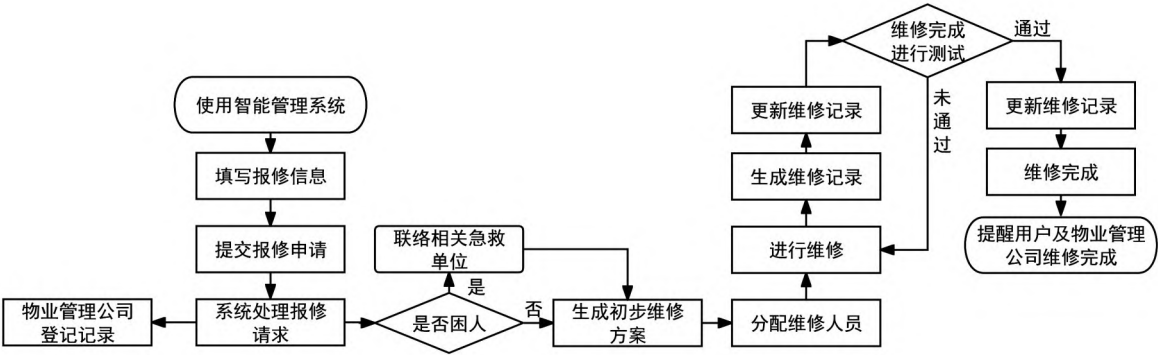 使用智能管理系统
填写报修信息
提交报修申请
系统处理报修
请求
物业管理公司
登记记录
是否困人
是
否
联络相关急救
单位
生成初步维修
方案
分配维修人员
进行维修
生成维修记录
更新维修记录
维修完成
进行测试
通过
未
通
过
更新维修记录
维修完成
提醒用户及物业管理
公司维修完成